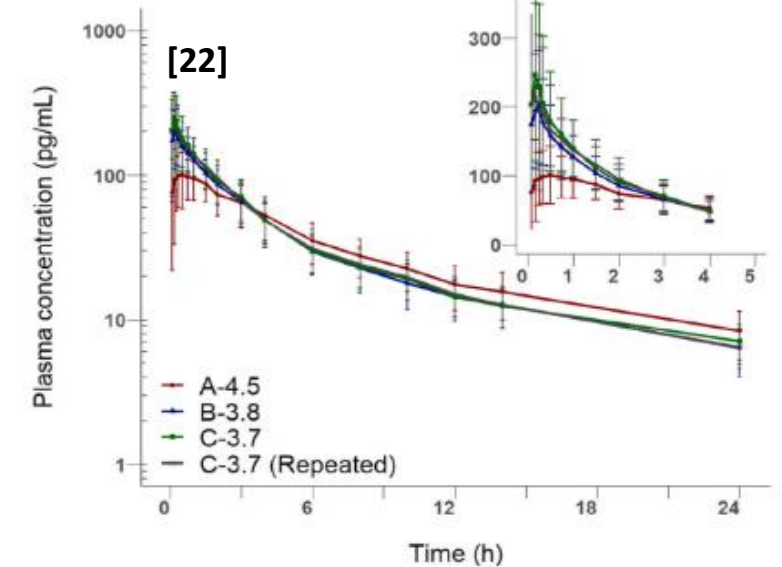 1000
[22]
300
200
100
0
0 1 2 3 4 5
Plasma concentration (pg/mL)
100
10
1
A-4.5
B-3.8
C-3.7
C-3.7 (Repeated)
0 6 12 18 24
Time (h)